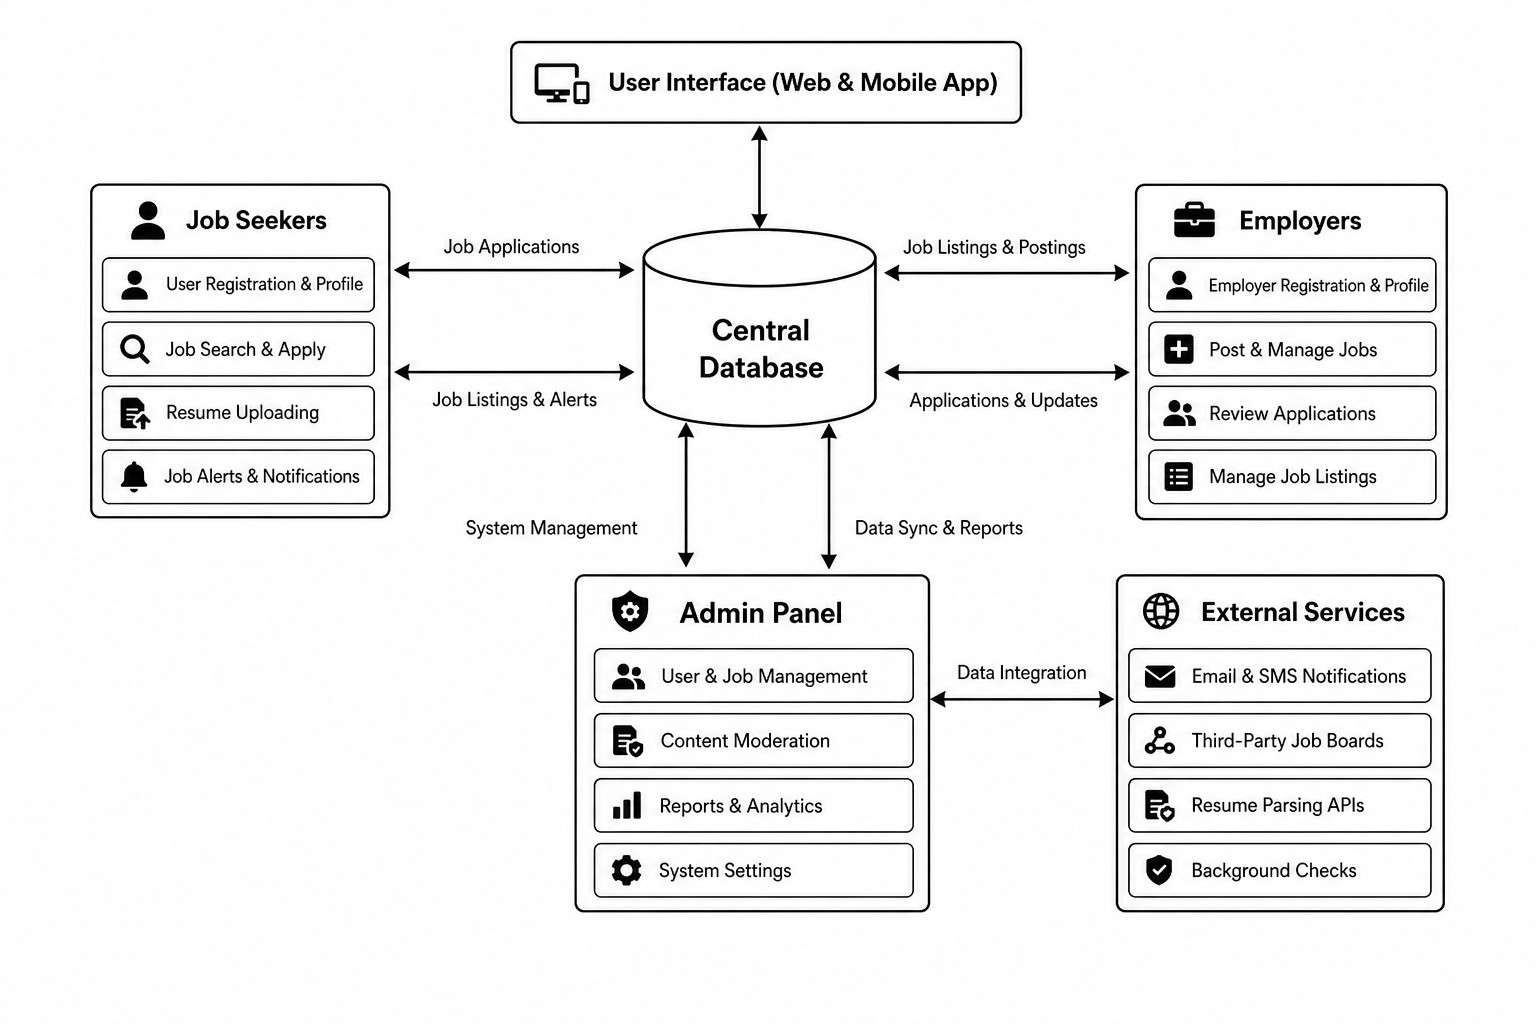 User Interface (Web & Mobile App)
Job Seekers
User Registration & Profile
Job Search & Apply
Resume Uploading
Job Alerts & Notifications
Job Applications
Job Listings & Alerts
Central
Database
Job Listings & Postings
Applications & Updates
Employers
Employer Registration & Profile
Post & Manage Jobs
Review Applications
Manage Job Listings
System Management
Data Sync & Reports
Admin Panel
User & Job Management
Content Moderation
Reports & Analytics
System Settings
Data Integration
External Services
Email & SMS Notifications
Third-Party Job Boards
Resume Parsing APIs
Background Checks